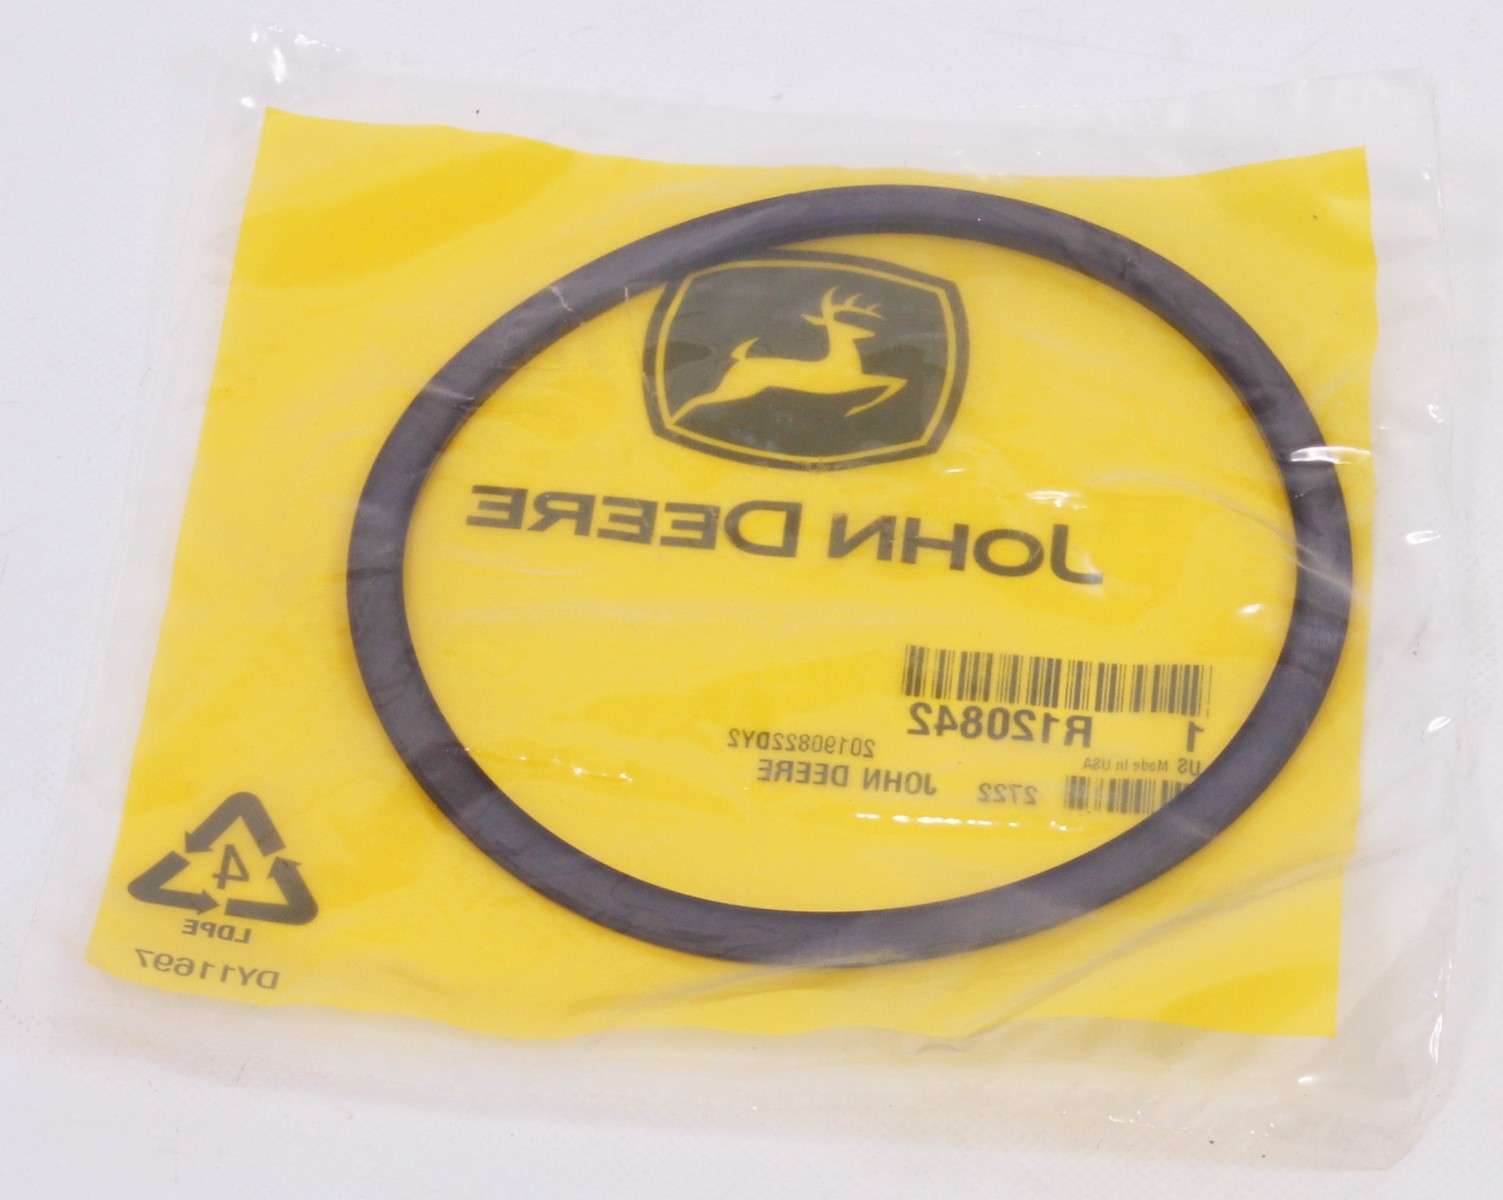 JOHN DEERE
1 R120842
US Made In USA 20190822DY2
2722 JOHN DEERE
4
LDPE
DY11697